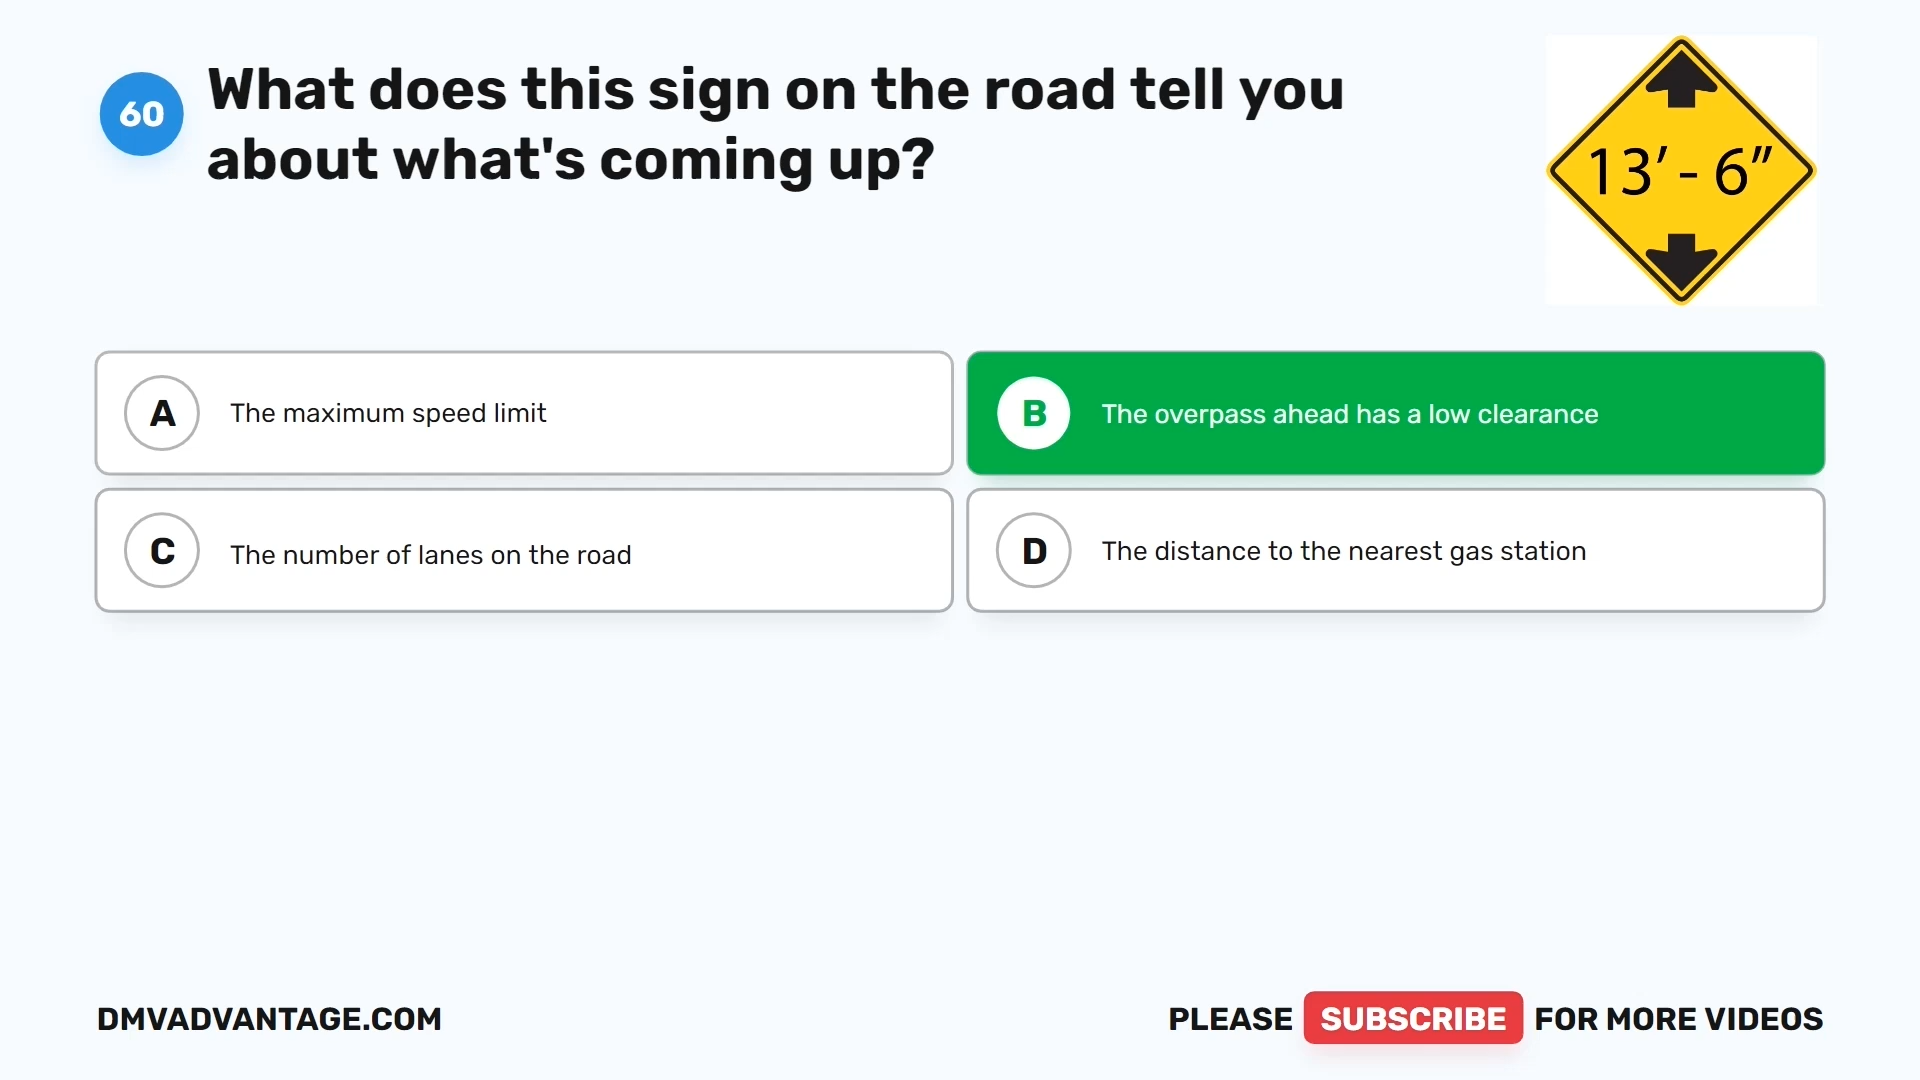 60
What does this sign on the road tell you
about what's coming up?
13' - 6"
A The maximum speed limit
B The overpass ahead has a low clearance
C The number of lanes on the road
D The distance to the nearest gas station
DMVADVANTAGE.COM
PLEASE SUBSCRIBE FOR MORE VIDEOS